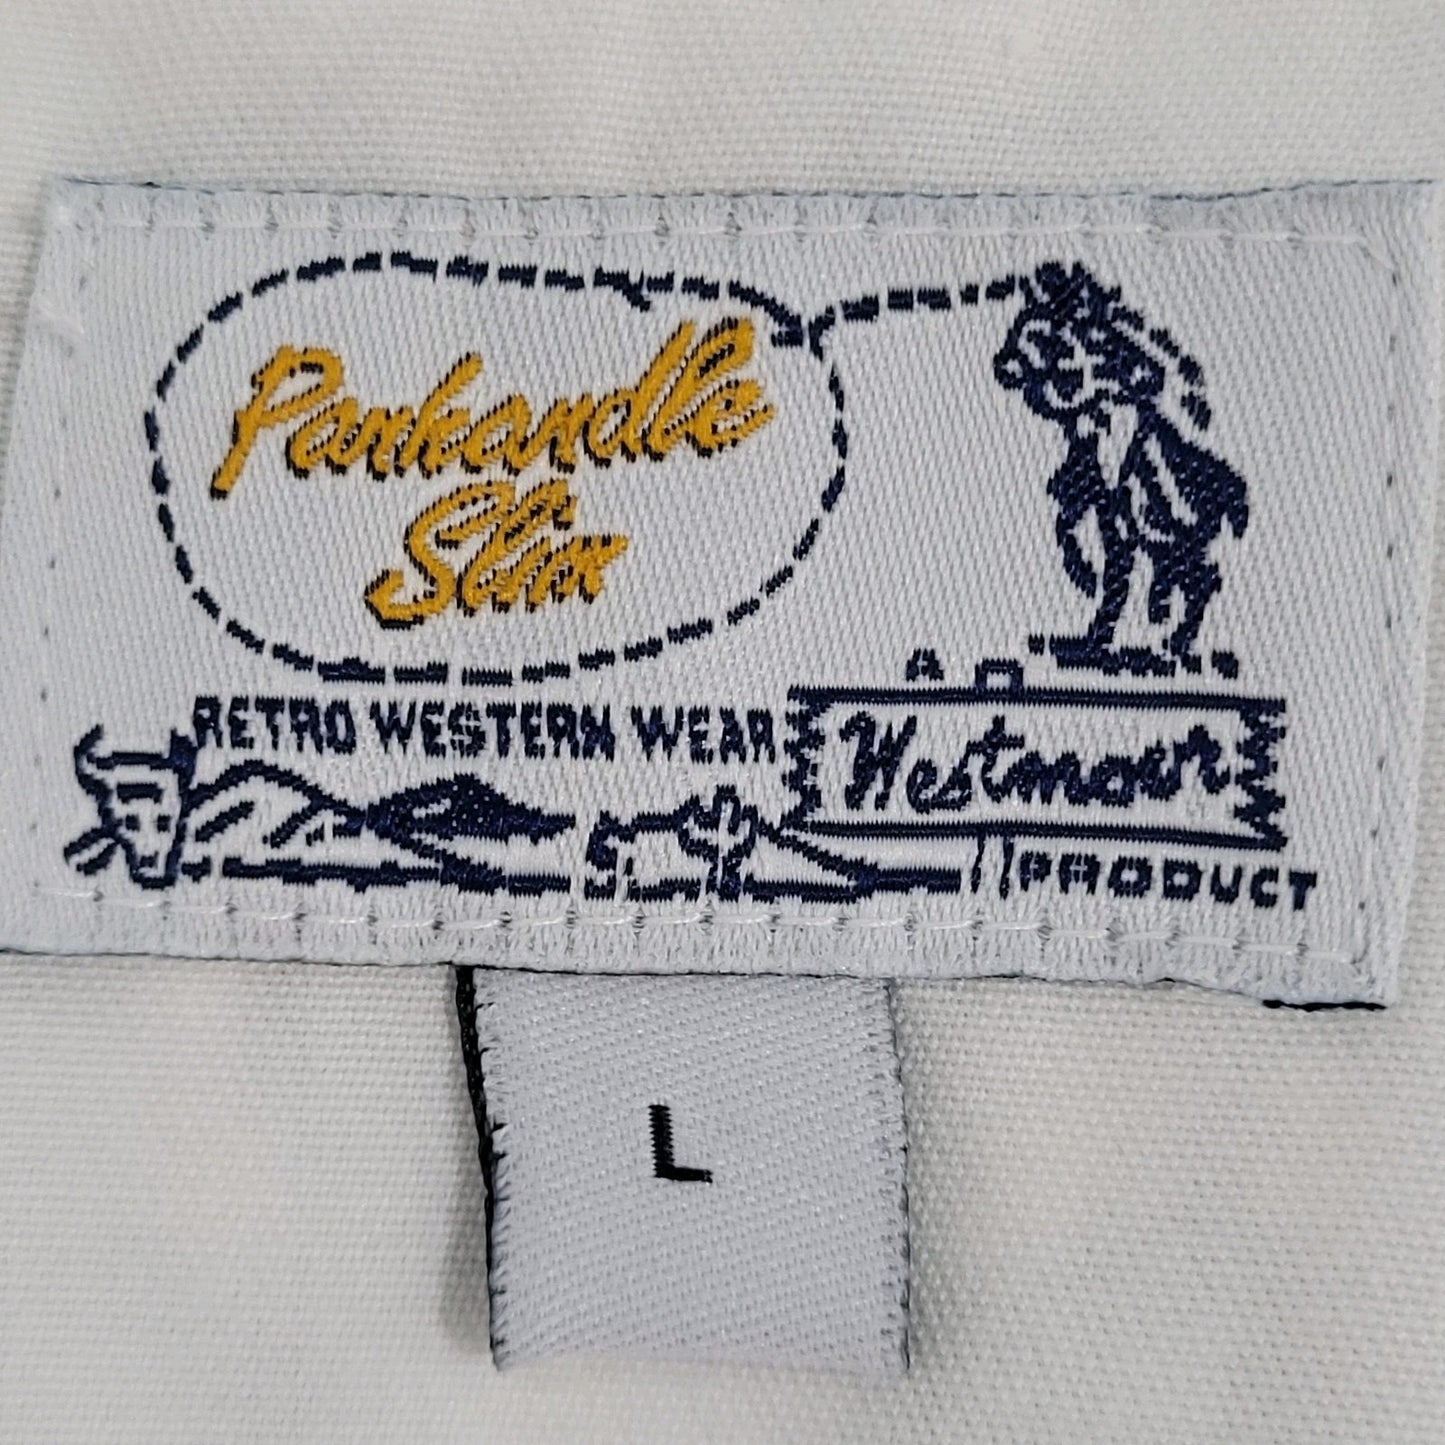 Panhandle
Slim
RETRO WESTERN WEAR
A
Westmoor
PRODUCT
L